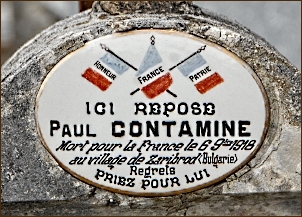 HONNEUR FRANCE PATRIE
ICI REPOSE
PAUL CONTAMINE
Mort pour la France le 6 9bre 1918
au village de Zaribrod (Bulgarie)
Regrets
PRIEZ POUR LUI